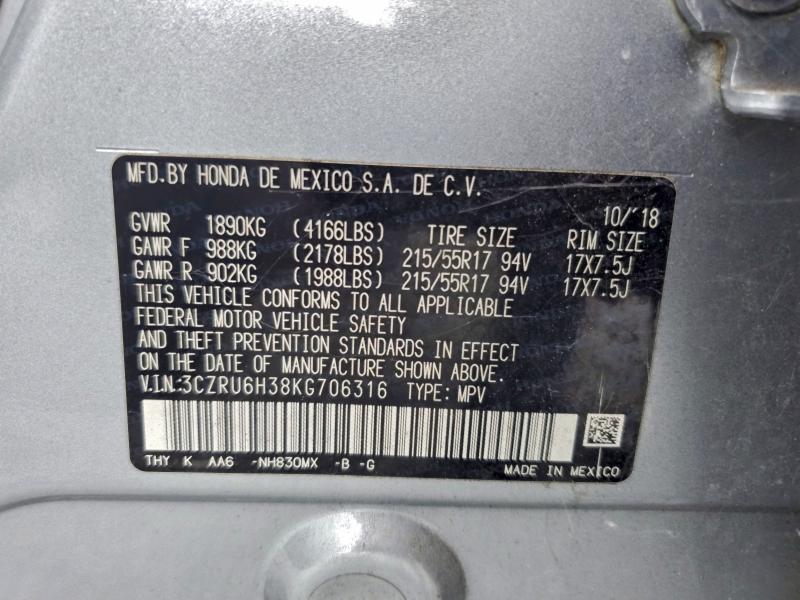 MFD.BY HONDA DE MEXICO S.A. DE C.V.
10/'18
GVWR 1890KG (4166LBS) TIRE SIZE RIM SIZE
GAWR F 988KG (2178LBS) 215/55R17 94V 17X7.5J
GAWR R 902KG (1988LBS) 215/55R17 94V 17X7.5J
THIS VEHICLE CONFORMS TO ALL APPLICABLE
FEDERAL MOTOR VEHICLE SAFETY
AND THEFT PREVENTION STANDARDS IN EFFECT
ON THE DATE OF MANUFACTURE SHOWN ABOVE.
V.I.N:3CZRU6H38KG706316 TYPE: MPV
THY K AA6 -NH830MX -B -G
MADE IN MEXICO